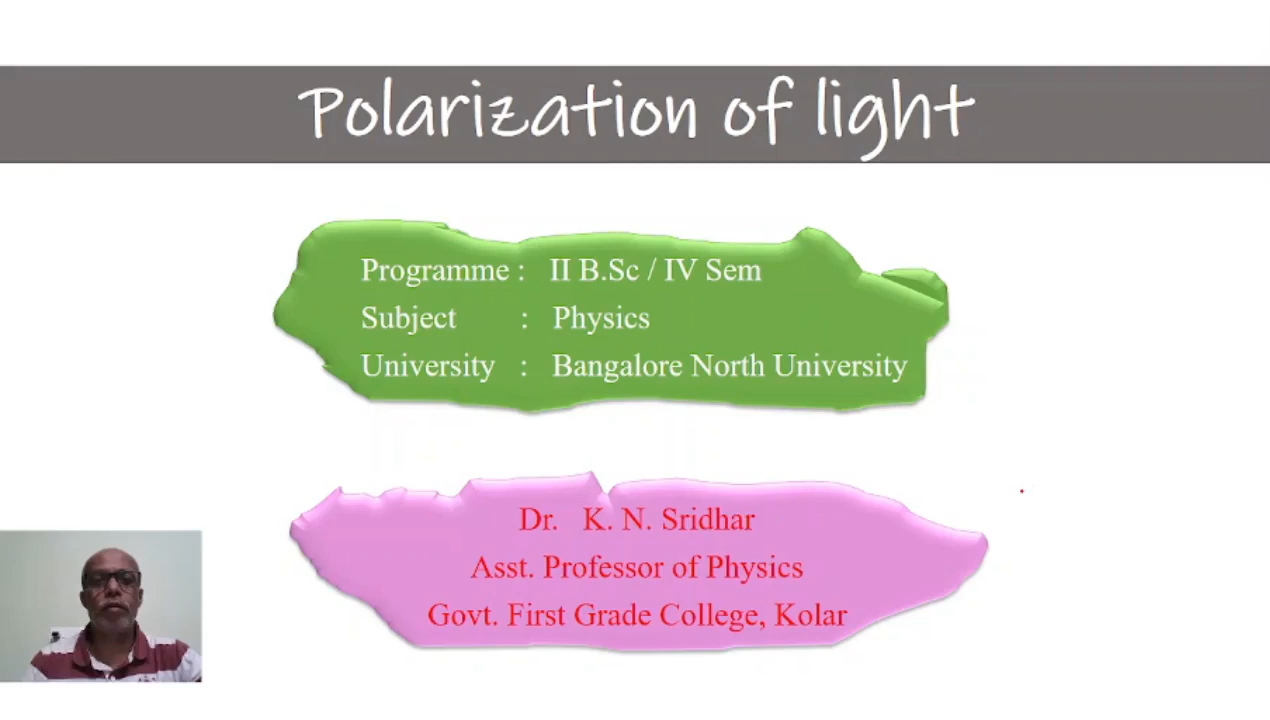 Polarization of light
Programme : II B.Sc / IV Sem
Subject : Physics
University : Bangalore North University
Dr. K. N. Sridhar
Asst. Professor of Physics
Govt. First Grade College, Kolar